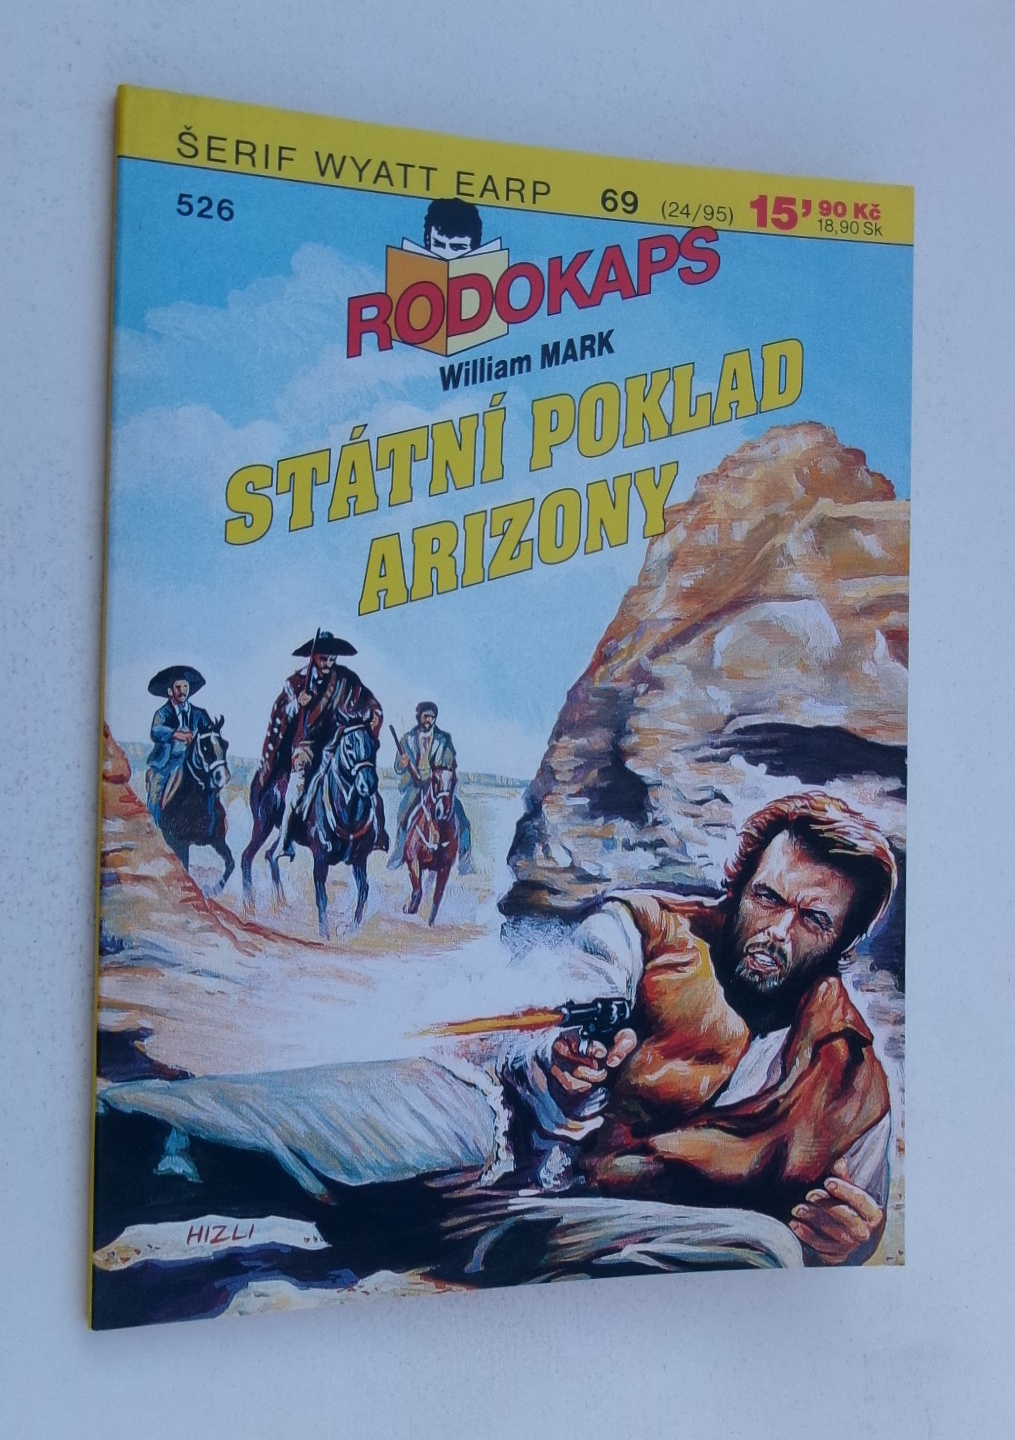 ŠERIF WYATT EARP 69 (24/95) 15,90 Kč
18,90 Sk
526
RODOKAPS
William MARK
STÁTNÍ POKLAD
ARIZONY
HIZLI